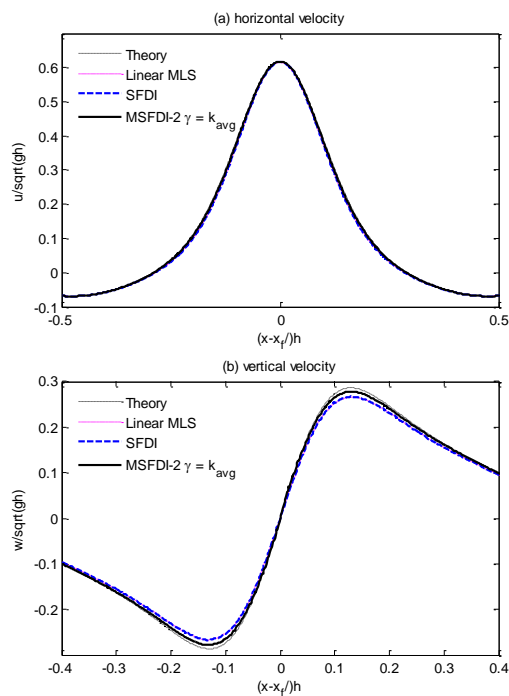 (a) horizontal velocity
Theory
Linear MLS
SFDI
MSFDI-2 γ = k_avg
0.6
0.5
0.4
0.3
0.2
0.1
0
-0.1
u/sqrt(gh)
-0.5
0
0.5
(x-x_f/)h
(b) vertical velocity
Theory
Linear MLS
SFDI
MSFDI-2 γ = k_avg
0.3
0.2
0.1
0
-0.1
-0.2
w/sqrt(gh)
-0.4
-0.3
-0.2
-0.1
0
0.1
0.2
0.3
0.4
(x-x_f/)h